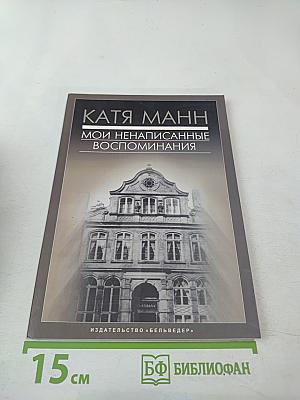 КАТЯ МАНН
МОИ НЕНАПИСАННЫЕ
ВОСПОМИНАНИЯ
ИЗДАТЕЛЬСТВО «БЕЛЬВЕДЕР»
15 см
БФ БИБЛИОФАН